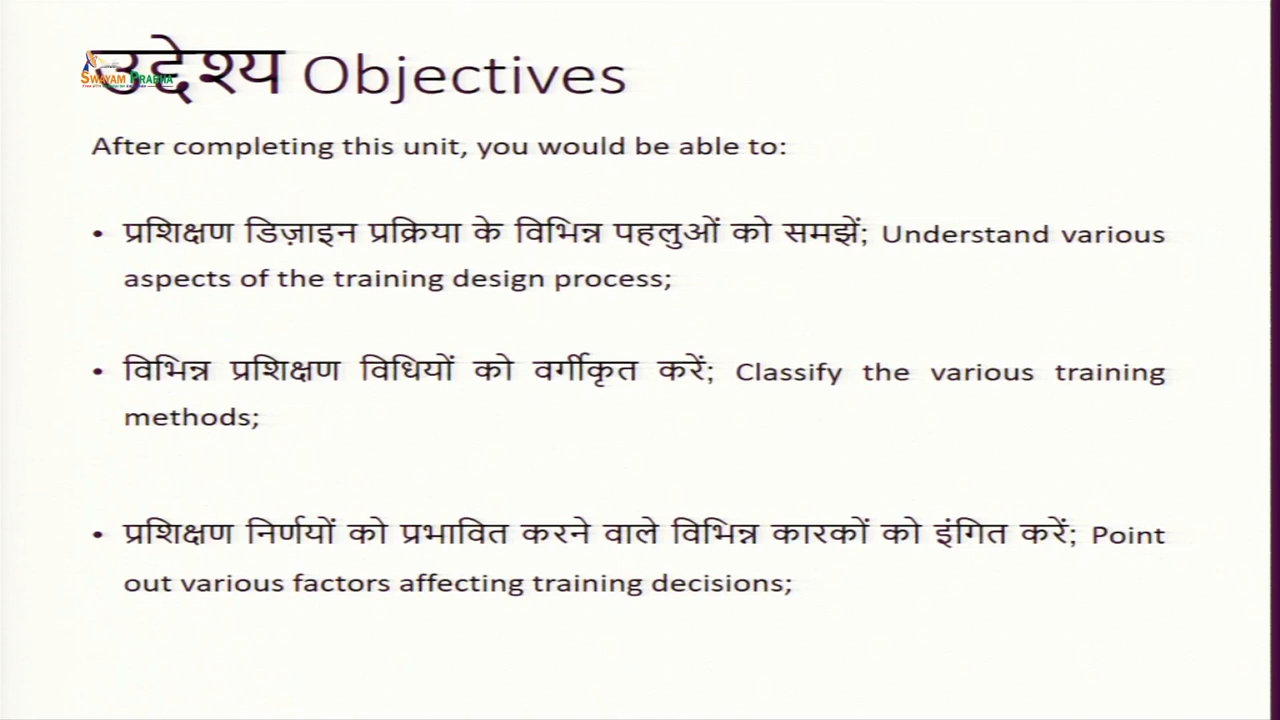 उद्देश्य Objectives
SWAYAM PRABHA
After completing this unit, you would be able to:
• प्रशिक्षण डिज़ाइन प्रक्रिया के विभिन्न पहलुओं को समझें; Understand various
aspects of the training design process;
• विभिन्न प्रशिक्षण विधियों को वर्गीकृत करें; Classify the various training
methods;
• प्रशिक्षण निर्णयों को प्रभावित करने वाले विभिन्न कारकों को इंगित करें; Point
out various factors affecting training decisions;